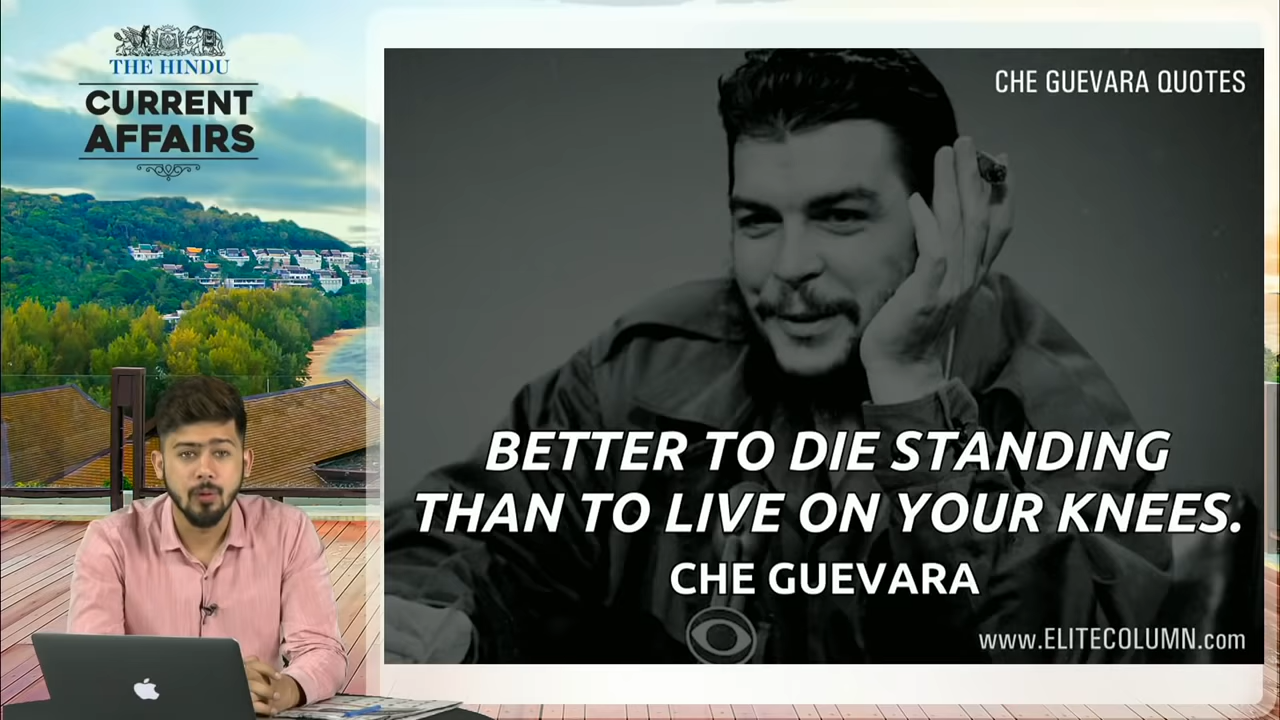 THE HINDU
CURRENT
AFFAIRS
CHE GUEVARA QUOTES
BETTER TO DIE STANDING
THAN TO LIVE ON YOUR KNEES.
CHE GUEVARA
www.ELITECOLUMN.com